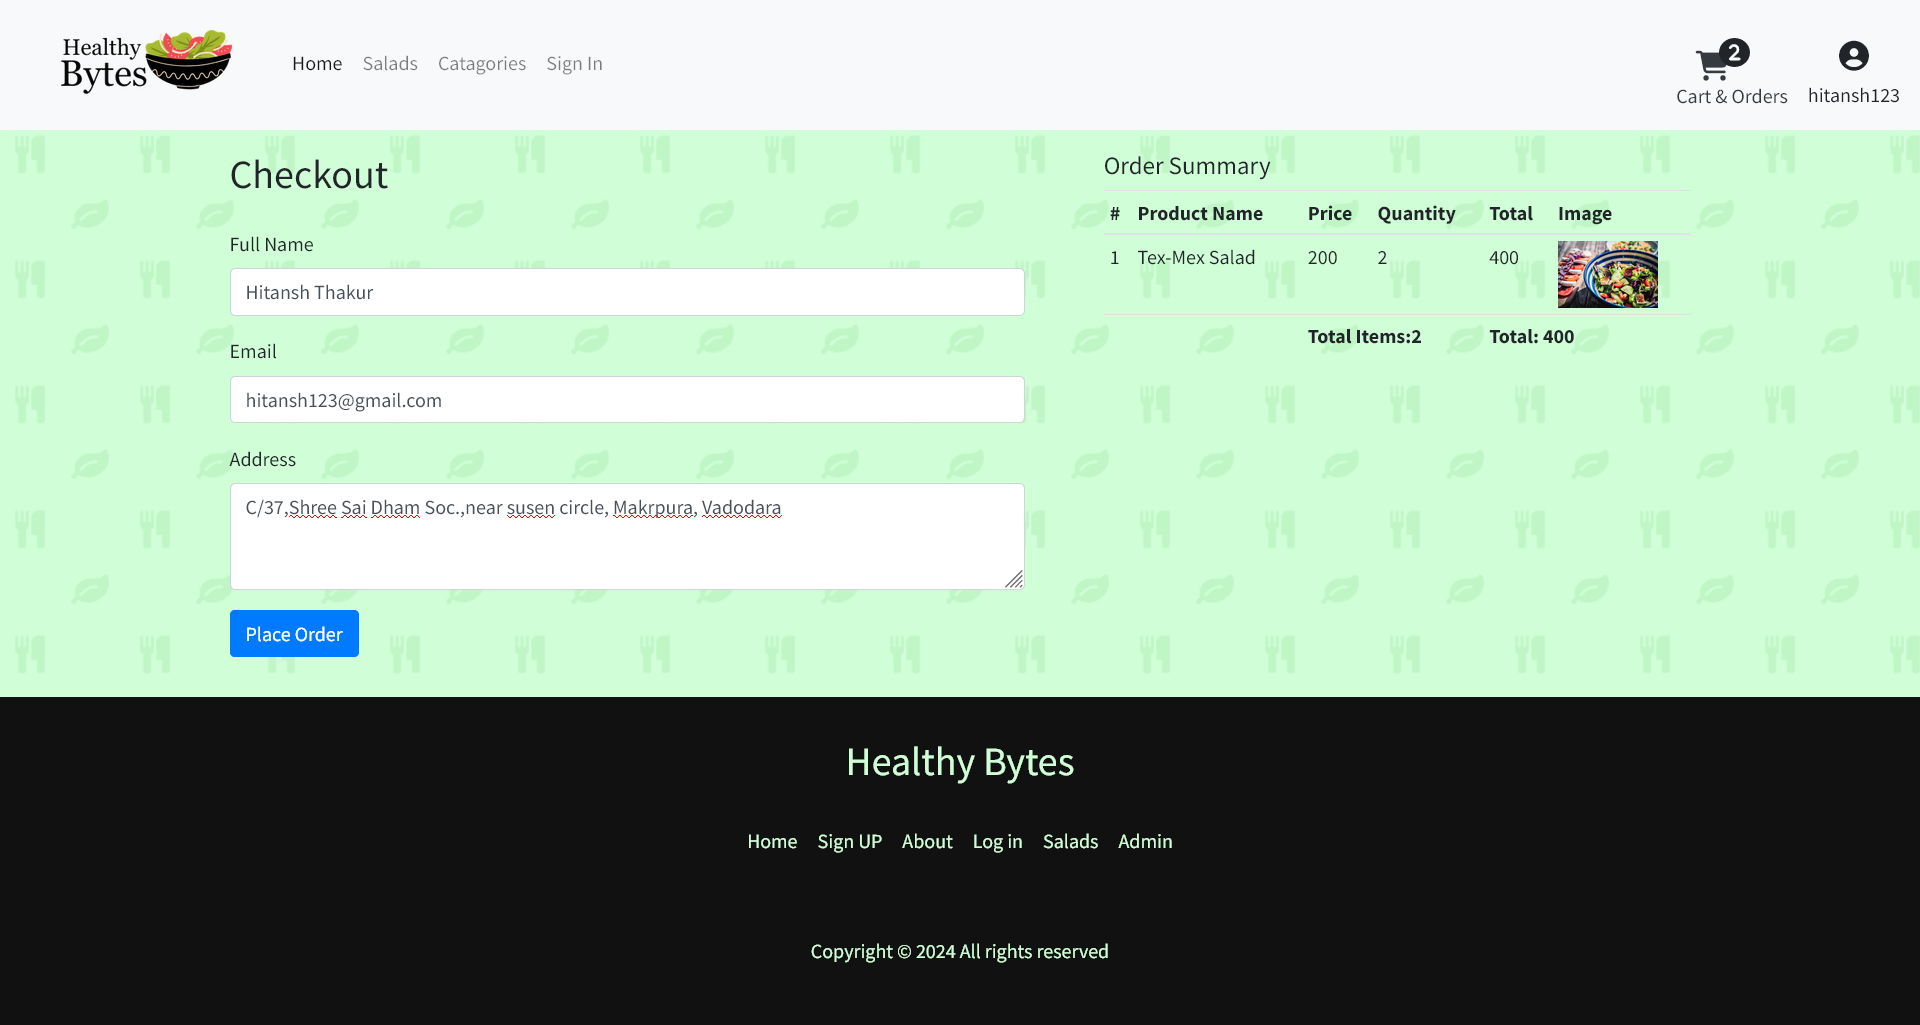 Healthy
Bytes
Home Salads Catagories Sign In
2
Cart & Orders
hitansh123
Checkout
Full Name
Hitansh Thakur
Email
hitansh123@gmail.com
Address
C/37,Shree Sai Dham Soc.,near susen circle, Makrpura, Vadodara
Place Order
Order Summary
# Product Name Price Quantity Total Image
1 Tex-Mex Salad 200 2 400
Total Items:2 Total: 400
Healthy Bytes
Home Sign UP About Log in Salads Admin
Copyright © 2024 All rights reserved